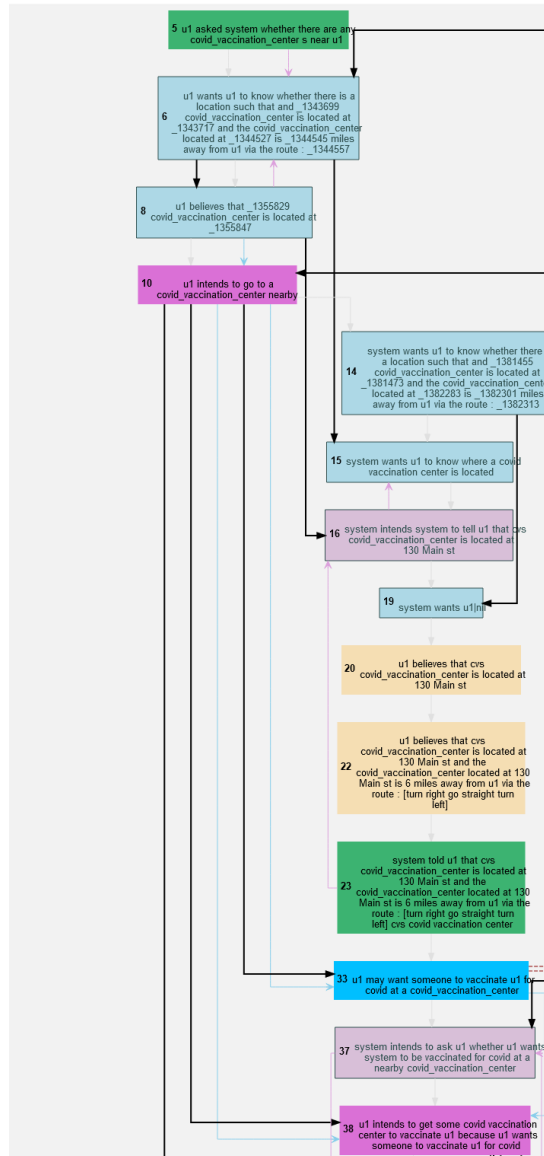 5 u1 asked system whether there are any
covid_vaccination_center s near u1
u1 wants u1 to know whether there is a
location such that and _1343699
6 covid_vaccination_center is located at
_1343717 and the covid_vaccination_center
located at _1344527 is _1344545 miles
away from u1 via the route : _1344557
u1 believes that _1355829
8 covid_vaccination_center is located at
_1355847
10 u1 intends to go to a
covid_vaccination_center nearby
system wants u1 to know whether there
a location such that and _1381455
14 covid_vaccination_center is located at
_1381473 and the covid_vaccination_cente
located at _1382283 is _1382301 miles
away from u1 via the route : _1382313
15 system wants u1 to know where a covid
vaccination center is located
system intends system to tell u1 that cvs
16 covid_vaccination_center is located at
130 Main st
19 system wants u1|nil
u1 believes that cvs
20 covid_vaccination_center is located at
130 Main st
u1 believes that cvs
covid_vaccination_center is located at
22 130 Main st and the
covid_vaccination_center located at 130
Main st is 6 miles away from u1 via the
route : [turn right go straight turn
left]
system told u1 that cvs
covid_vaccination_center is located at
130 Main st and the
23 covid_vaccination_center located at 130
Main st is 6 miles away from u1 via the
route : [turn right go straight turn
left] cvs covid vaccination center
33 u1 may want someone to vaccinate u1 for
covid at a covid_vaccination_center
37 system intends to ask u1 whether u1 wants
system to be vaccinated for covid at a
nearby covid_vaccination_center
38 u1 intends to get some covid vaccination
center to vaccinate u1 because u1 wants
someone to vaccinate u1 for covid